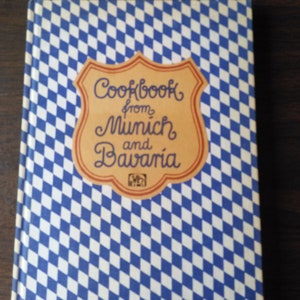 Cookbook
from
Munich
and
Bavaria